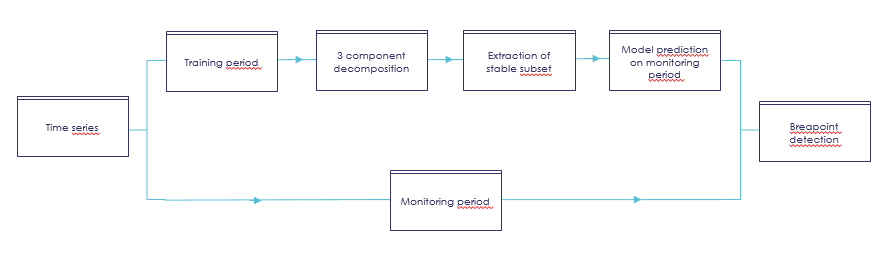 Training period
3 component
decomposition
Extraction of
stable subset
Model prediction
on monitoring
period
Time series
Breapoint
detection
Monitoring period